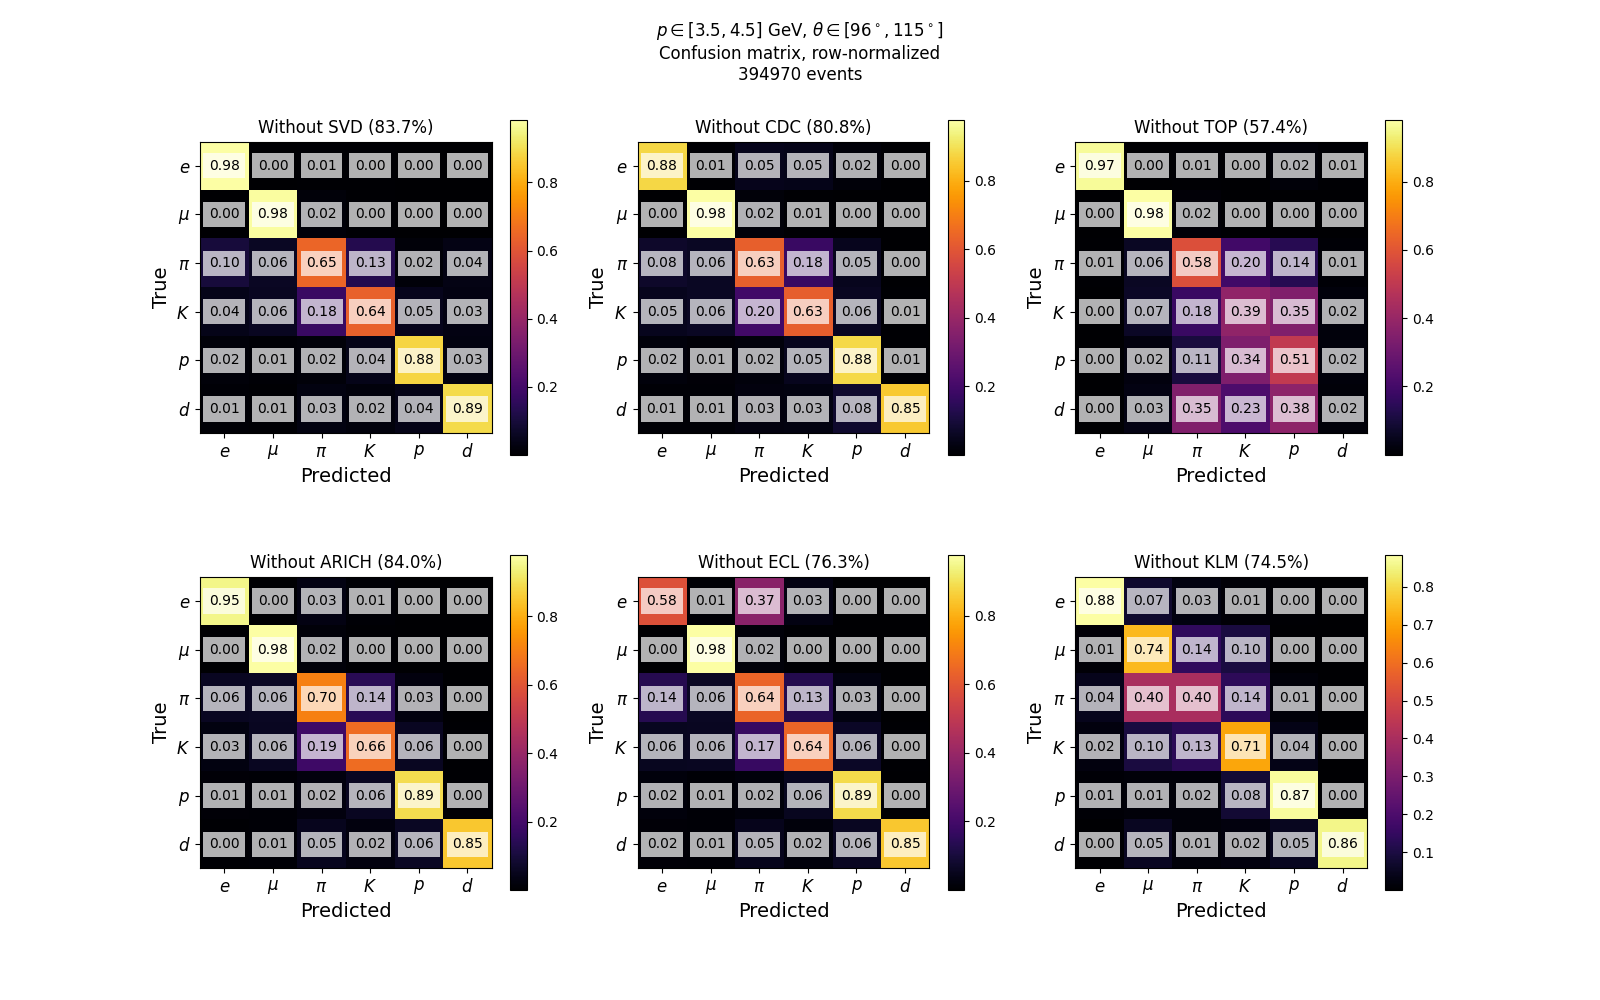 p ∈ [3.5, 4.5] GeV, θ ∈ [96°, 115°]
Confusion matrix, row-normalized
394970 events
Without SVD (83.7%)
e 0.98 0.00 0.01 0.00 0.00 0.00
μ 0.00 0.98 0.02 0.00 0.00 0.00
π 0.10 0.06 0.65 0.13 0.02 0.04
K 0.04 0.06 0.18 0.64 0.05 0.03
p 0.02 0.01 0.02 0.04 0.88 0.03
d 0.01 0.01 0.03 0.02 0.04 0.89
e μ π K p d
Predicted
True
0.8
0.6
0.4
0.2
Without CDC (80.8%)
e 0.88 0.01 0.05 0.05 0.02 0.00
μ 0.00 0.98 0.02 0.01 0.00 0.00
π 0.08 0.06 0.63 0.18 0.05 0.00
K 0.05 0.06 0.20 0.63 0.06 0.01
p 0.02 0.01 0.02 0.05 0.88 0.01
d 0.01 0.01 0.03 0.03 0.08 0.85
e μ π K p d
Predicted
True
0.8
0.6
0.4
0.2
Without TOP (57.4%)
e 0.97 0.00 0.01 0.00 0.02 0.01
μ 0.00 0.98 0.02 0.00 0.00 0.00
π 0.01 0.06 0.58 0.20 0.14 0.01
K 0.00 0.07 0.18 0.39 0.35 0.02
p 0.00 0.02 0.11 0.34 0.51 0.02
d 0.00 0.03 0.35 0.23 0.38 0.02
e μ π K p d
Predicted
True
0.8
0.6
0.4
0.2
Without ARICH (84.0%)
e 0.95 0.00 0.03 0.01 0.00 0.00
μ 0.00 0.98 0.02 0.00 0.00 0.00
π 0.06 0.06 0.70 0.14 0.03 0.00
K 0.03 0.06 0.19 0.66 0.06 0.00
p 0.01 0.01 0.02 0.06 0.89 0.00
d 0.00 0.01 0.05 0.02 0.06 0.85
e μ π K p d
Predicted
True
0.8
0.6
0.4
0.2
Without ECL (76.3%)
e 0.58 0.01 0.37 0.03 0.00 0.00
μ 0.00 0.98 0.02 0.00 0.00 0.00
π 0.14 0.06 0.64 0.13 0.03 0.00
K 0.06 0.06 0.17 0.64 0.06 0.00
p 0.02 0.01 0.02 0.06 0.89 0.00
d 0.02 0.01 0.05 0.02 0.06 0.85
e μ π K p d
Predicted
True
0.8
0.6
0.4
0.2
Without KLM (74.5%)
e 0.88 0.07 0.03 0.01 0.00 0.00
μ 0.01 0.74 0.14 0.10 0.00 0.00
π 0.04 0.40 0.40 0.14 0.01 0.00
K 0.02 0.10 0.13 0.71 0.04 0.00
p 0.01 0.01 0.02 0.08 0.87 0.00
d 0.00 0.05 0.01 0.02 0.05 0.86
e μ π K p d
Predicted
True
0.8
0.7
0.6
0.5
0.4
0.3
0.2
0.1